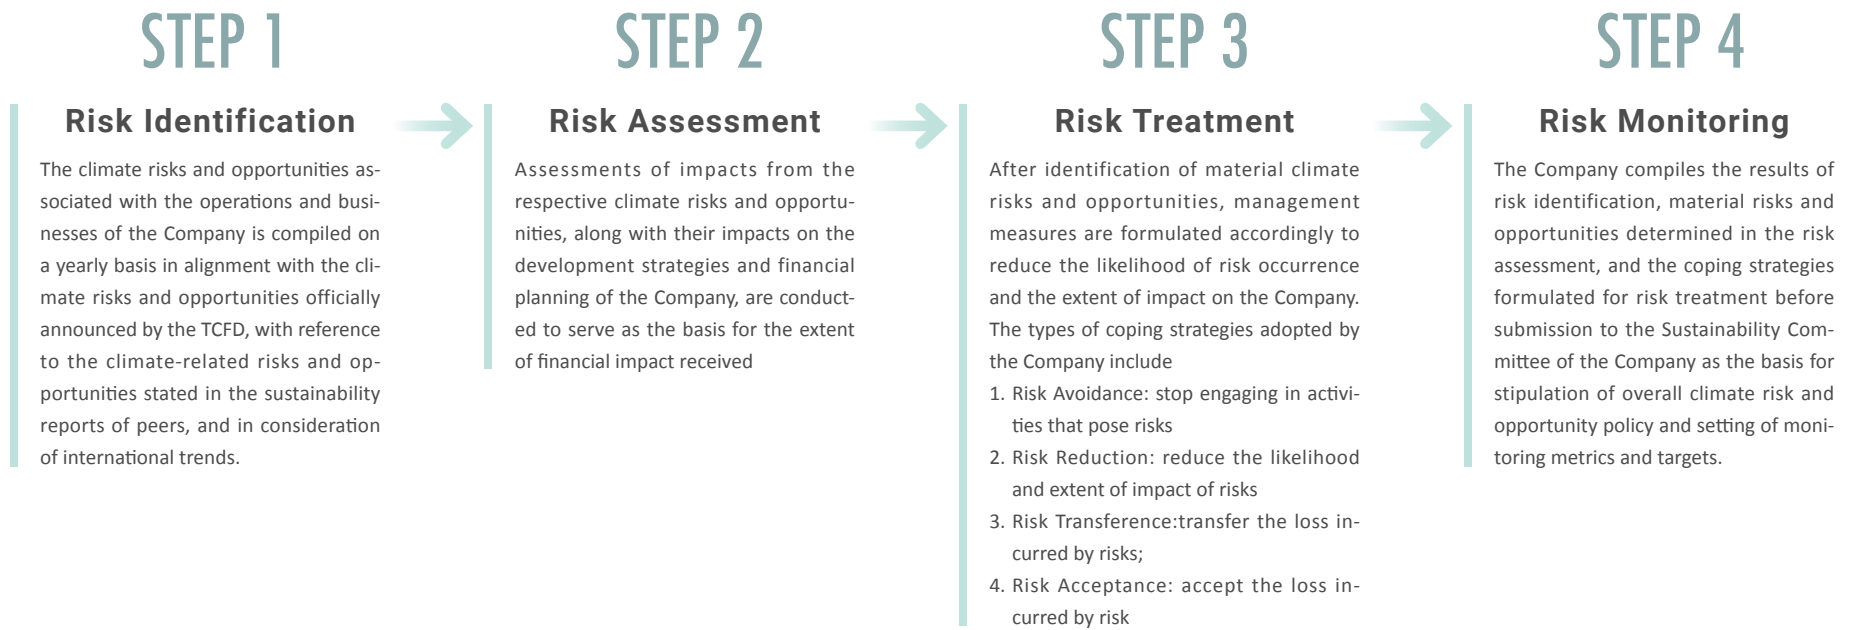 STEP 1
Risk Identification
The climate risks and opportunities as-
sociated with the operations and busi-
nesses of the Company is compiled on
a yearly basis in alignment with the cli-
mate risks and opportunities officially
announced by the TCFD, with reference
to the climate-related risks and op-
portunities stated in the sustainability
reports of peers, and in consideration
of international trends.
STEP 2
Risk Assessment
Assessments of impacts from the
respective climate risks and opportu-
nities, along with their impacts on the
development strategies and financial
planning of the Company, are conduct-
ed to serve as the basis for the extent
of financial impact received
STEP 3
Risk Treatment
After identification of material climate
risks and opportunities, management
measures are formulated accordingly to
reduce the likelihood of risk occurrence
and the extent of impact on the Company.
The types of coping strategies adopted by
the Company include
1. Risk Avoidance: stop engaging in activi-
ties that pose risks
2. Risk Reduction: reduce the likelihood
and extent of impact of risks
3. Risk Transference:transfer the loss in-
curred by risks;
4. Risk Acceptance: accept the loss in-
curred by risk
STEP 4
Risk Monitoring
The Company compiles the results of
risk identification, material risks and
opportunities determined in the risk
assessment, and the coping strategies
formulated for risk treatment before
submission to the Sustainability Com-
mittee of the Company as the basis for
stipulation of overall climate risk and
opportunity policy and setting of moni-
toring metrics and targets.